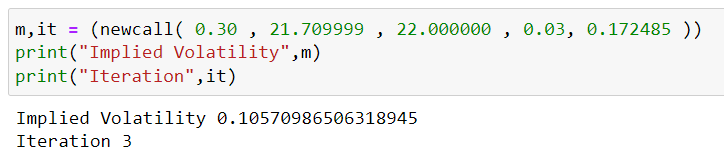 m,it = (newcall( 0.30 , 21.709999 , 22.000000 , 0.03, 0.172485 ))
print("Implied Volatility",m)
print("Iteration",it)
Implied Volatility 0.10570986506318945
Iteration 3